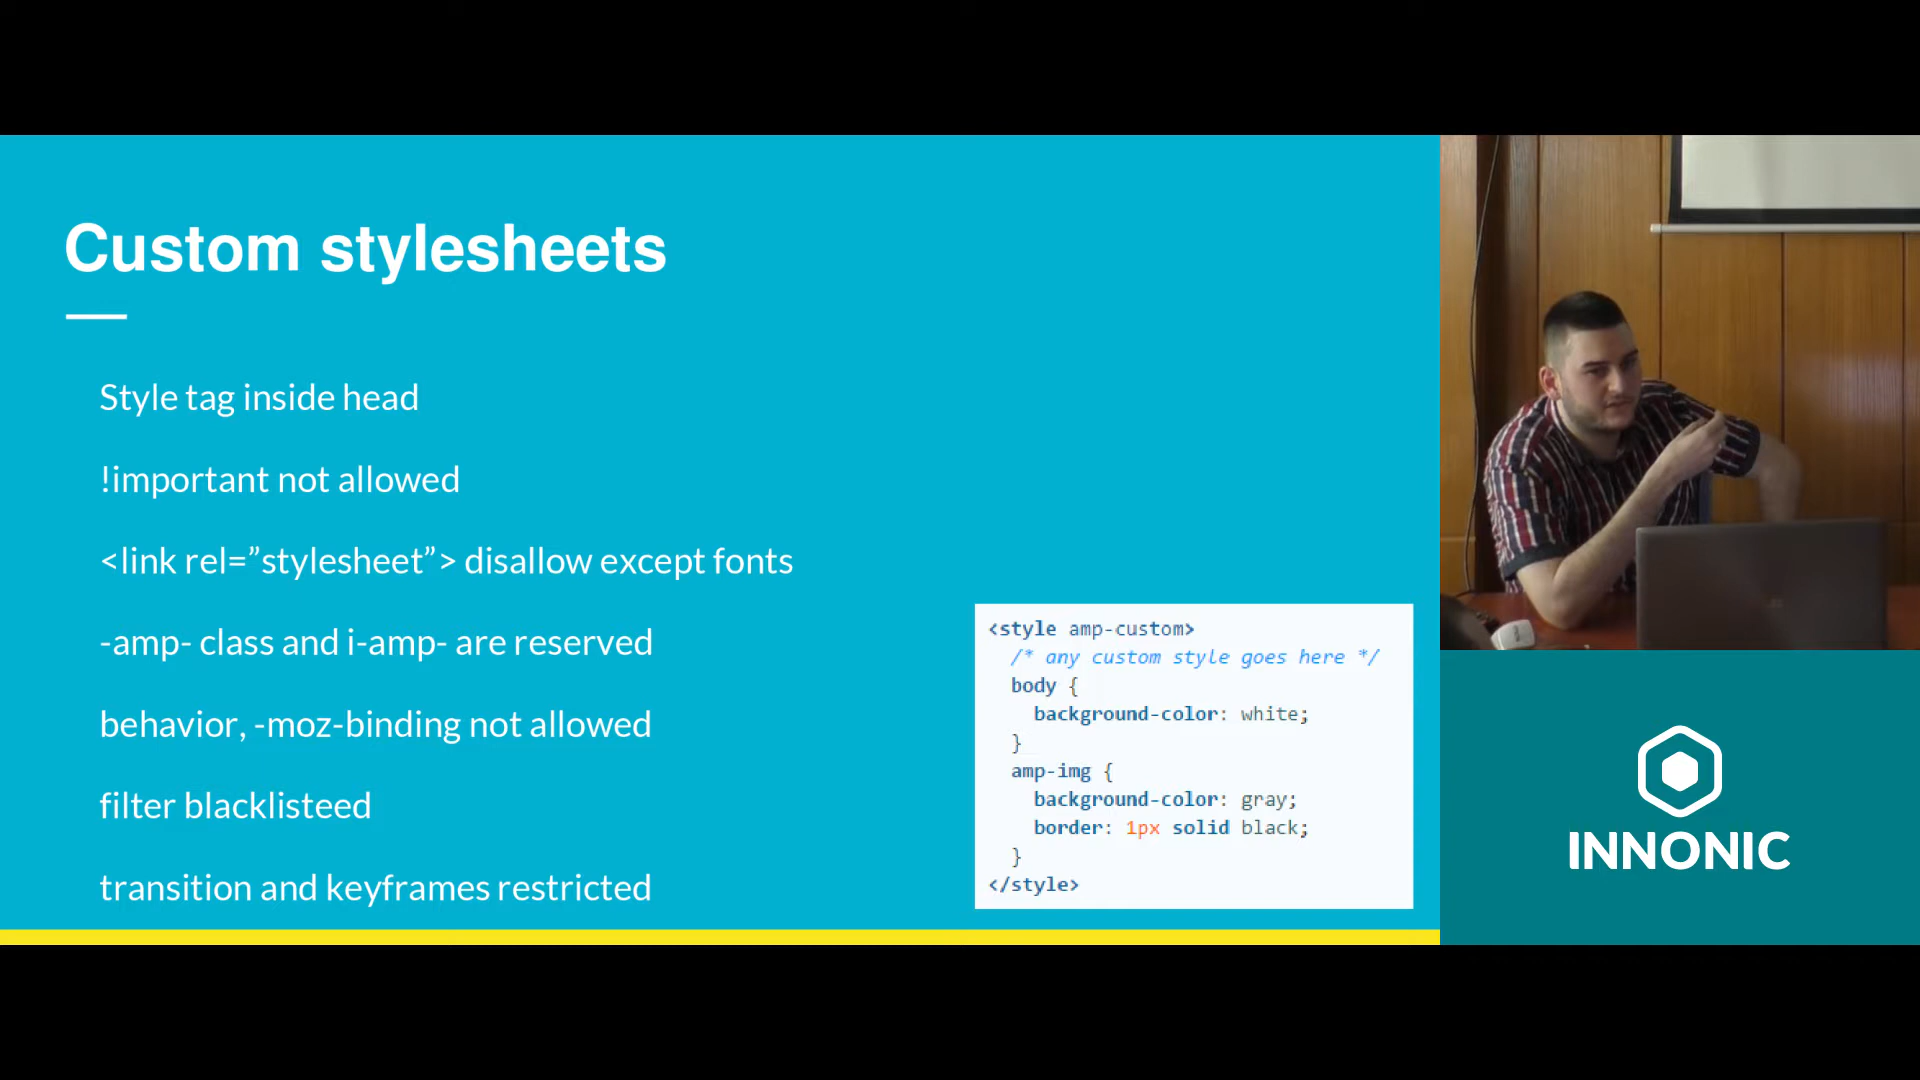 Custom stylesheets
Style tag inside head
!important not allowed
<link rel=”stylesheet”> disallow except fonts
-amp- class and i-amp- are reserved
behavior, -moz-binding not allowed
filter blacklisteed
transition and keyframes restricted
<style amp-custom>
/* any custom style goes here */
body {
background-color: white;
}
amp-img {
background-color: gray;
border: 1px solid black;
}
</style>
INNONIC